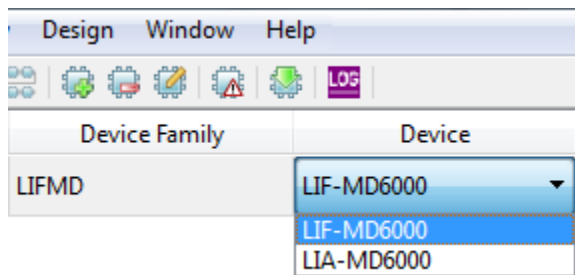 Design Window Help
LOG
Device Family Device
LIFMD LIF-MD6000
LIF-MD6000
LIA-MD6000